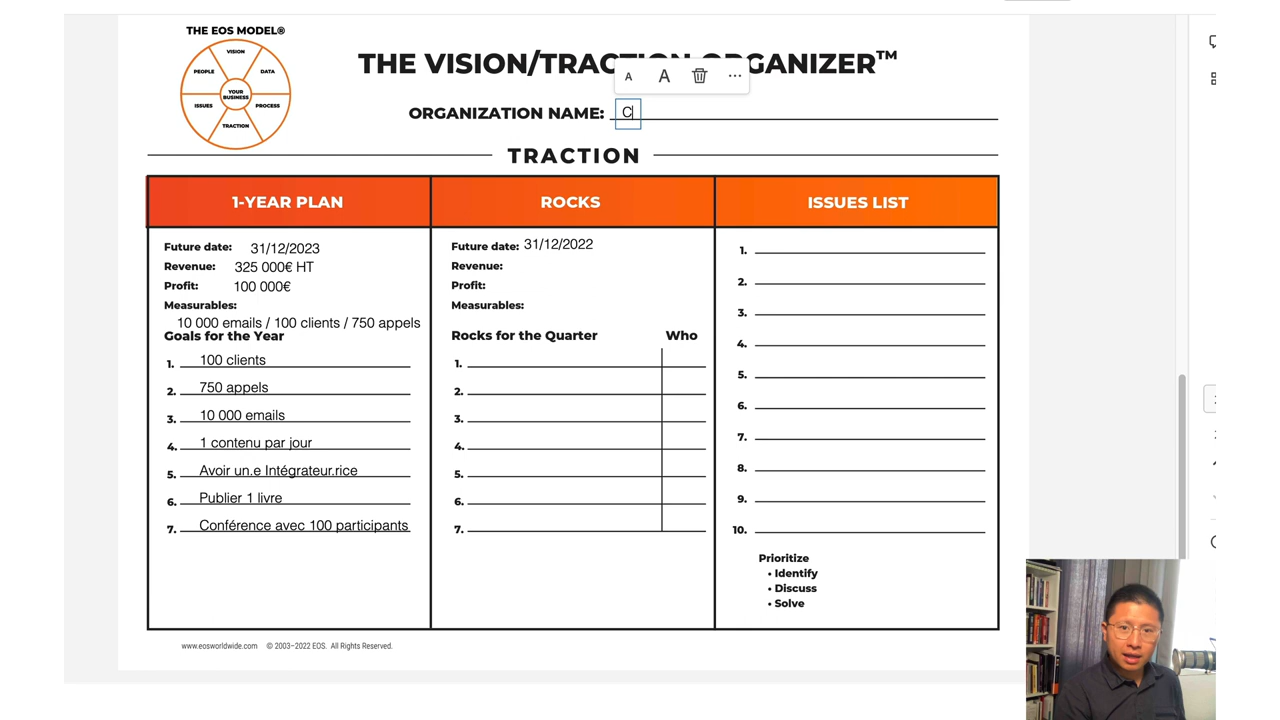 THE EOS MODEL®
VISION
PEOPLE
DATA
YOUR
BUSINESS
ISSUES
PROCESS
TRACTION
THE VISION/TRACTION ORGANIZER™
A A ...
ORGANIZATION NAME: C
TRACTION
1-YEAR PLAN
Future date: 31/12/2023
Revenue: 325 000€ HT
Profit: 100 000€
Measurables:
10 000 emails / 100 clients / 750 appels
Goals for the Year
1. 100 clients
2. 750 appels
3. 10 000 emails
4. 1 contenu par jour
5. Avoir un.e Intégrateur.rice
6. Publier 1 livre
7. Conférence avec 100 participants
ROCKS
Future date: 31/12/2022
Revenue:
Profit:
Measurables:
Rocks for the Quarter Who
1.
2.
3.
4.
5.
6.
7.
ISSUES LIST
1.
2.
3.
4.
5.
6.
7.
8.
9.
10.
Prioritize
• Identify
• Discuss
• Solve
www.eosworldwide.com © 2003–2022 EOS. All Rights Reserved.